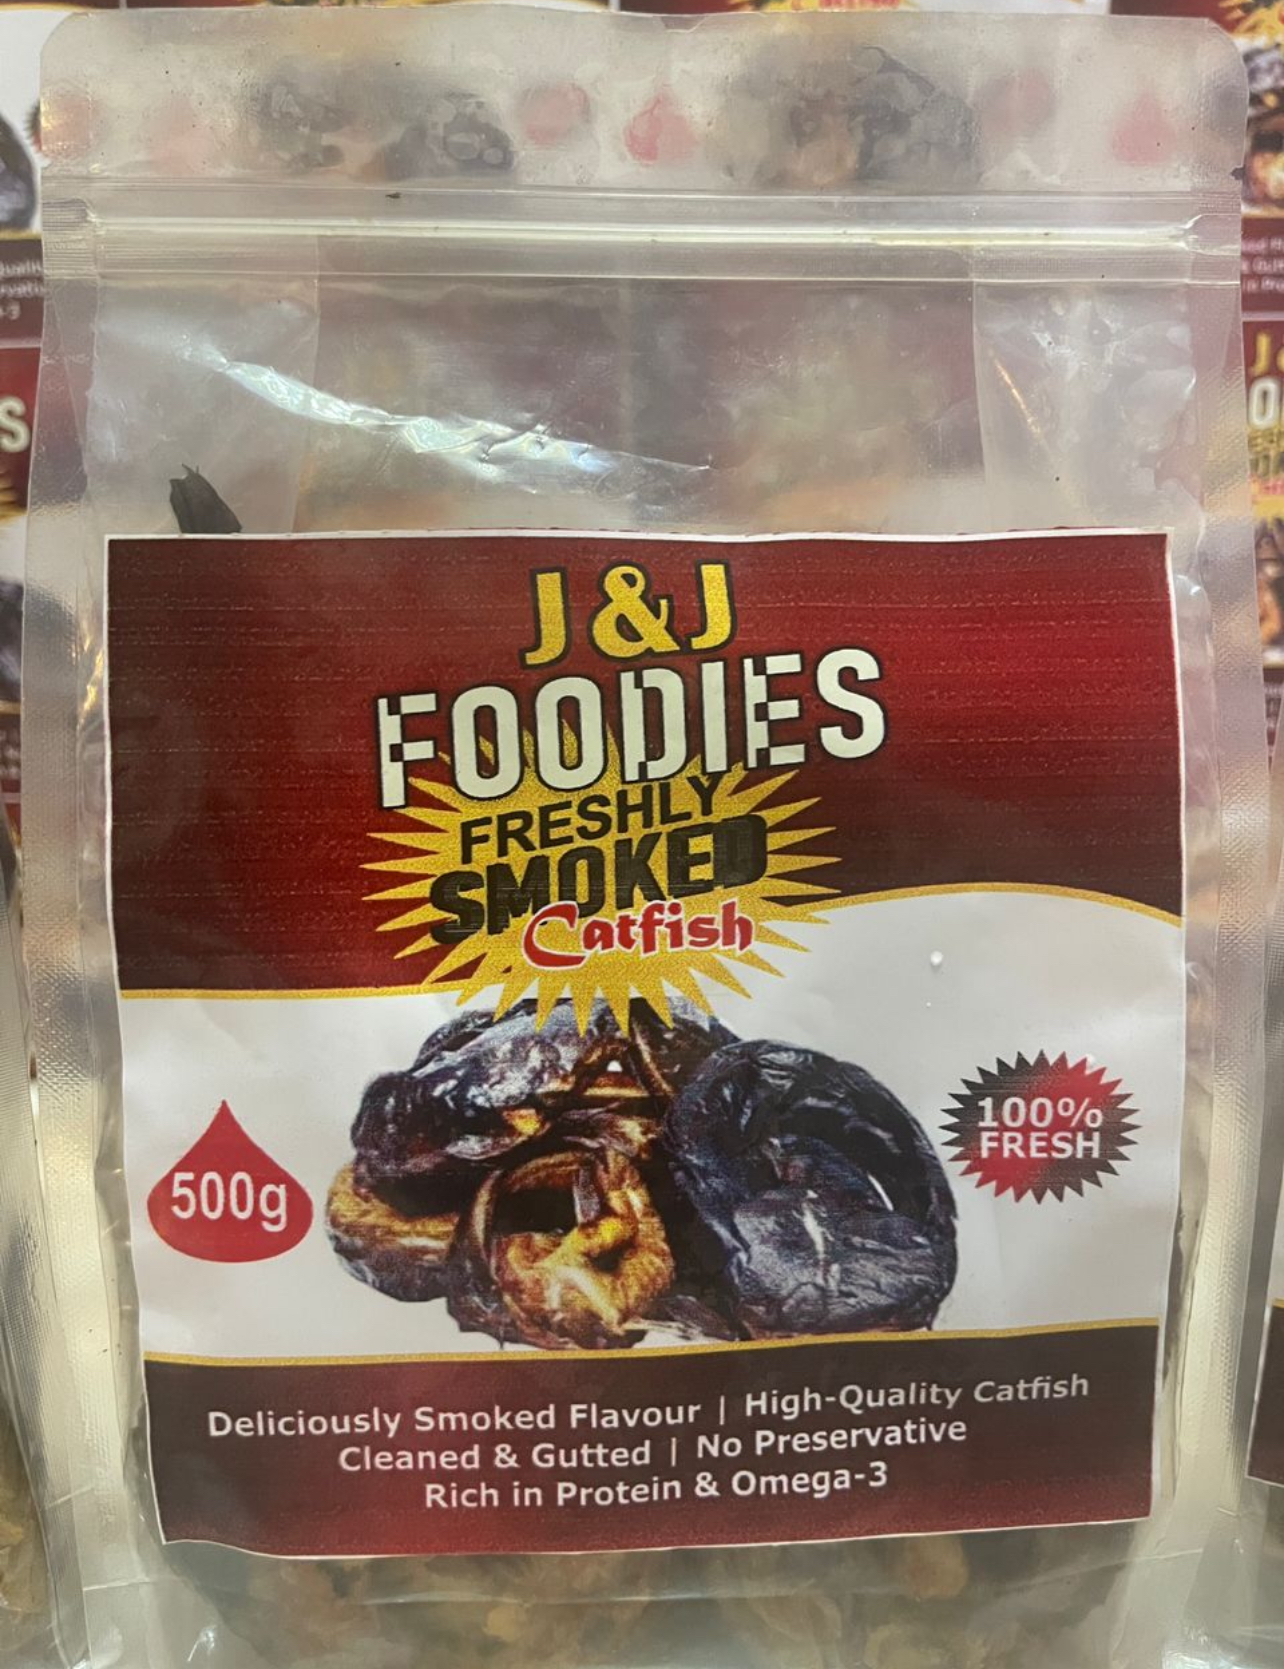 J & J
FOODIES
FRESHLY
SMOKED
Catfish
500g
100%
FRESH
Deliciously Smoked Flavour | High-Quality Catfish
Cleaned & Gutted | No Preservative
Rich in Protein & Omega-3